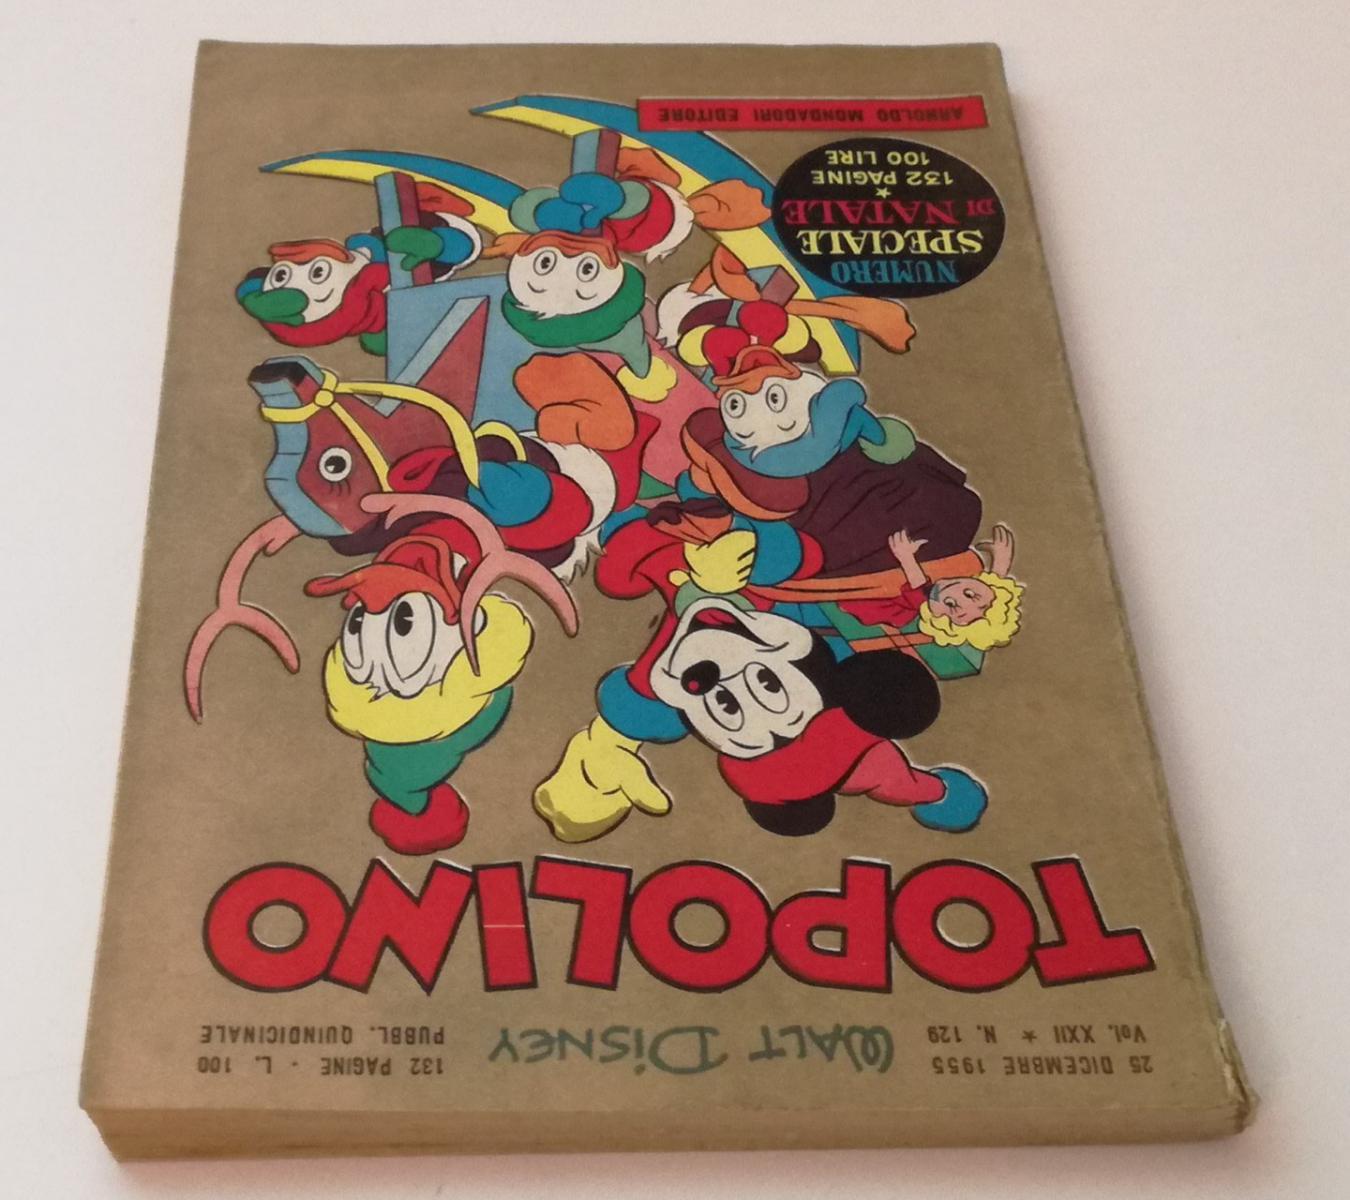 25 DICEMBRE 1955
VOL. XXII ★ N. 129
WALT DISNEY
132 PAGINE - L. 100
PUBBL. QUINDICINALE
TOPOLINO
NUMERO
SPECIALE
DI NATALE
★
132 PAGINE
100 LIRE
ARNOLDO MONDADORI EDITORE